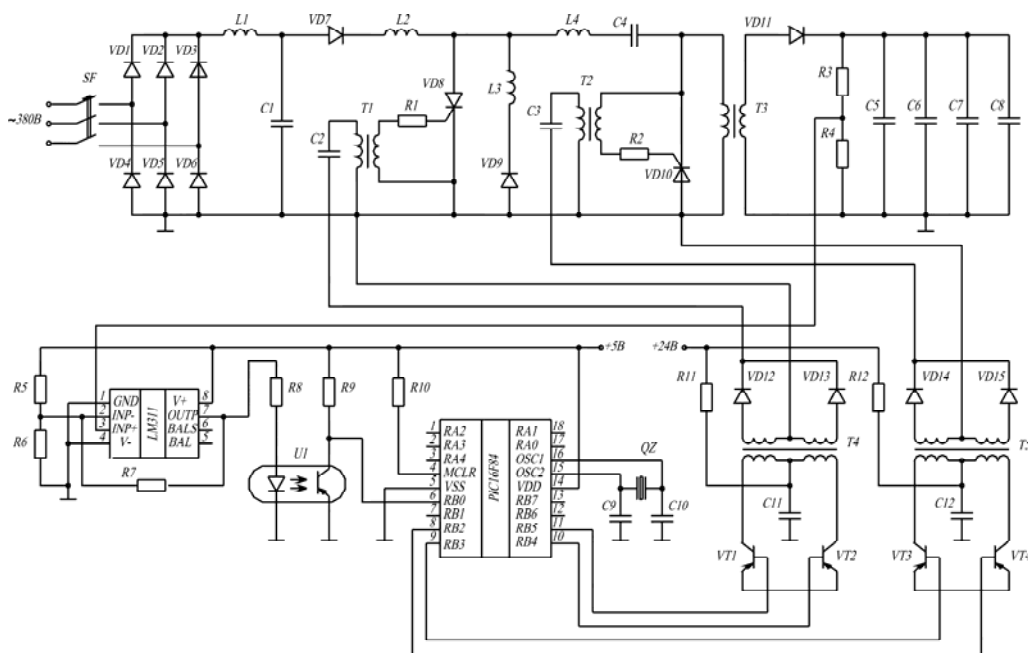 L1 VD7 L2 L4 C4 VD11
VD1 VD2 VD3
SF VD8 L3 T2 R3
~380В C1 T1 R1 C3 T3 C5 C6 C7 C8
C2 R4
R2
VD4 VD5 VD6 VD9 VD10
+5В +24В
R5 R8 R9 R10 R11 VD12 VD13 R12 VD14 VD15
1 GND V+ 8
2 INP- OUTP 7
3 INP+ BALS 6
4 V- BAL 5
LM311
R6
R7
U1
T4
1 RA2 RA1 18
2 RA3 RA0 17
3 RA4 OSC1 16
4 MCLR OSC2 15
5 VSS VDD 14
6 RB0 RB7 13
7 RB1 RB6 12
8 RB2 RB5 11
9 RB3 RB4 10
PiC16F84
QZ
C9 C10 C11 C12
VT1 VT2 VT3